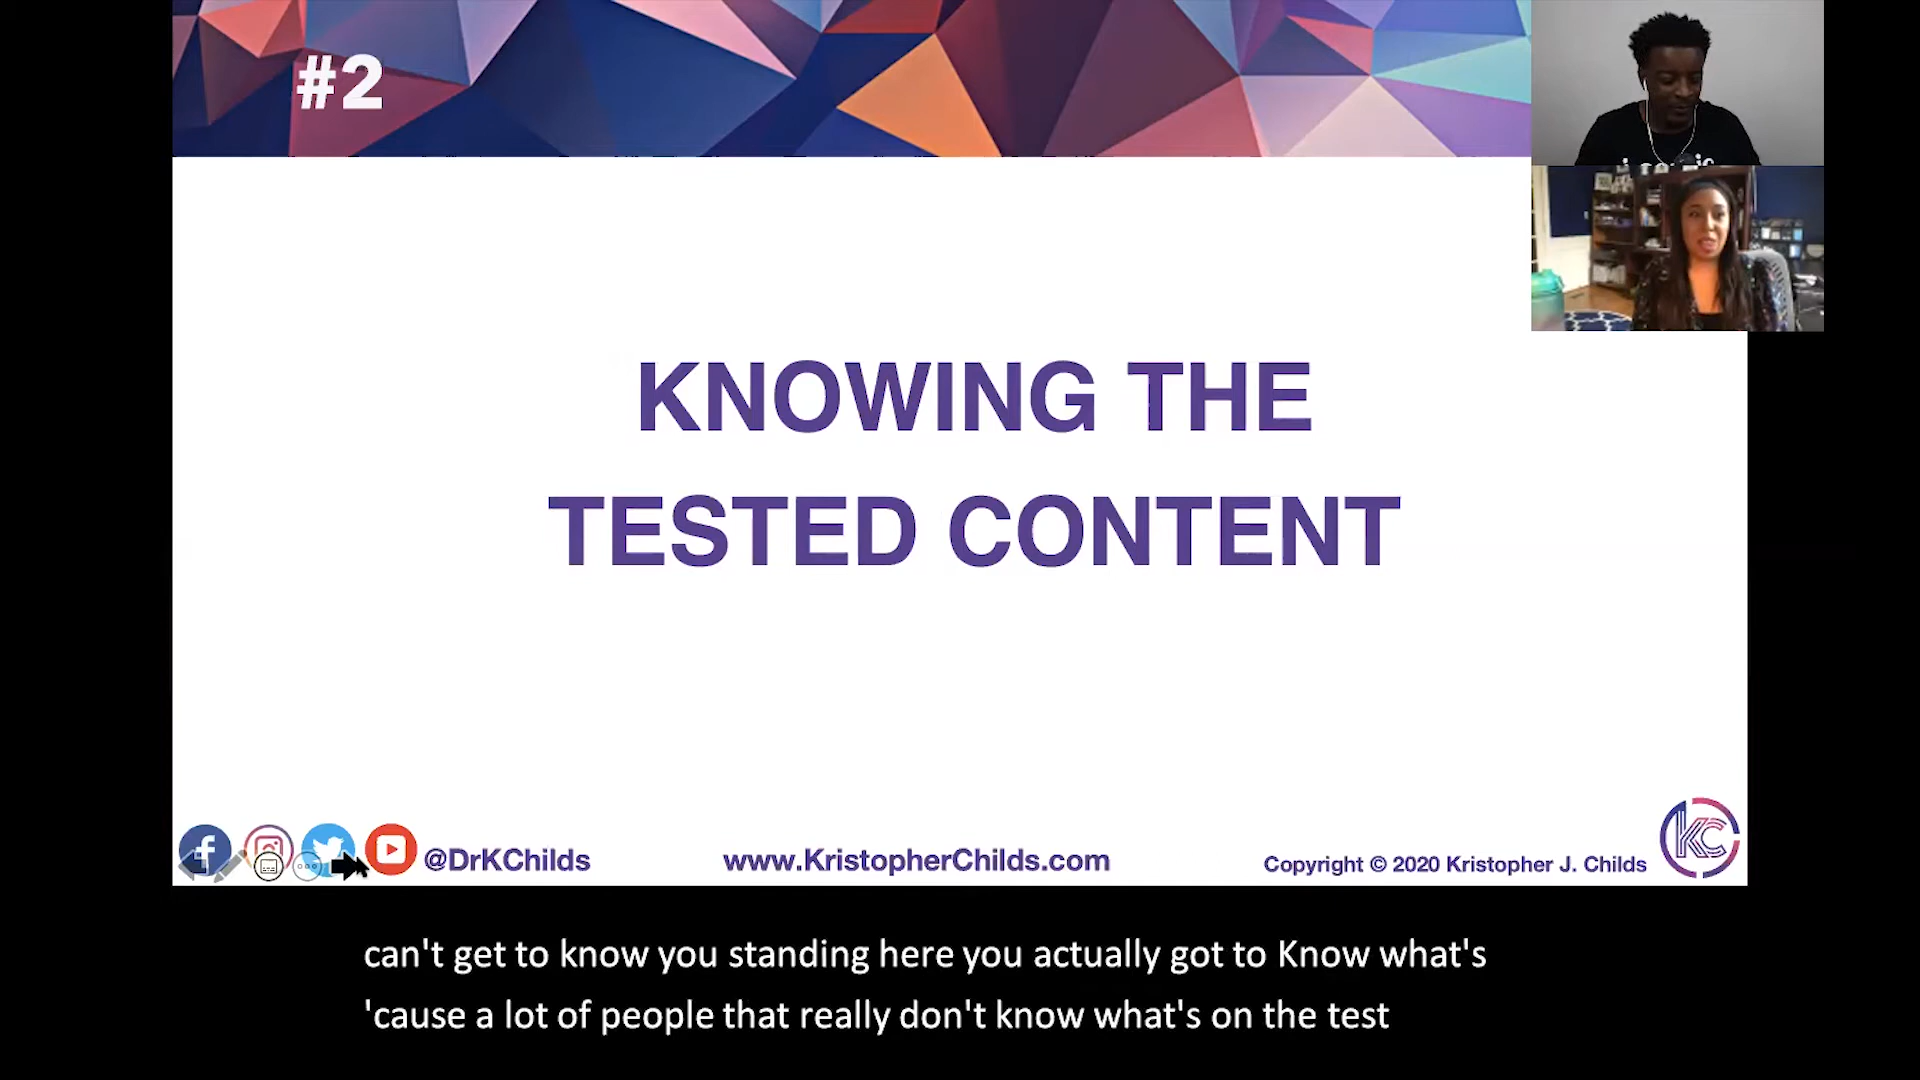 #2
KNOWING THE
TESTED CONTENT
@DrKChilds
www.KristopherChilds.com
Copyright © 2020 Kristopher J. Childs
KC
can't get to know you standing here you actually got to Know what's
'cause a lot of people that really don't know what's on the test